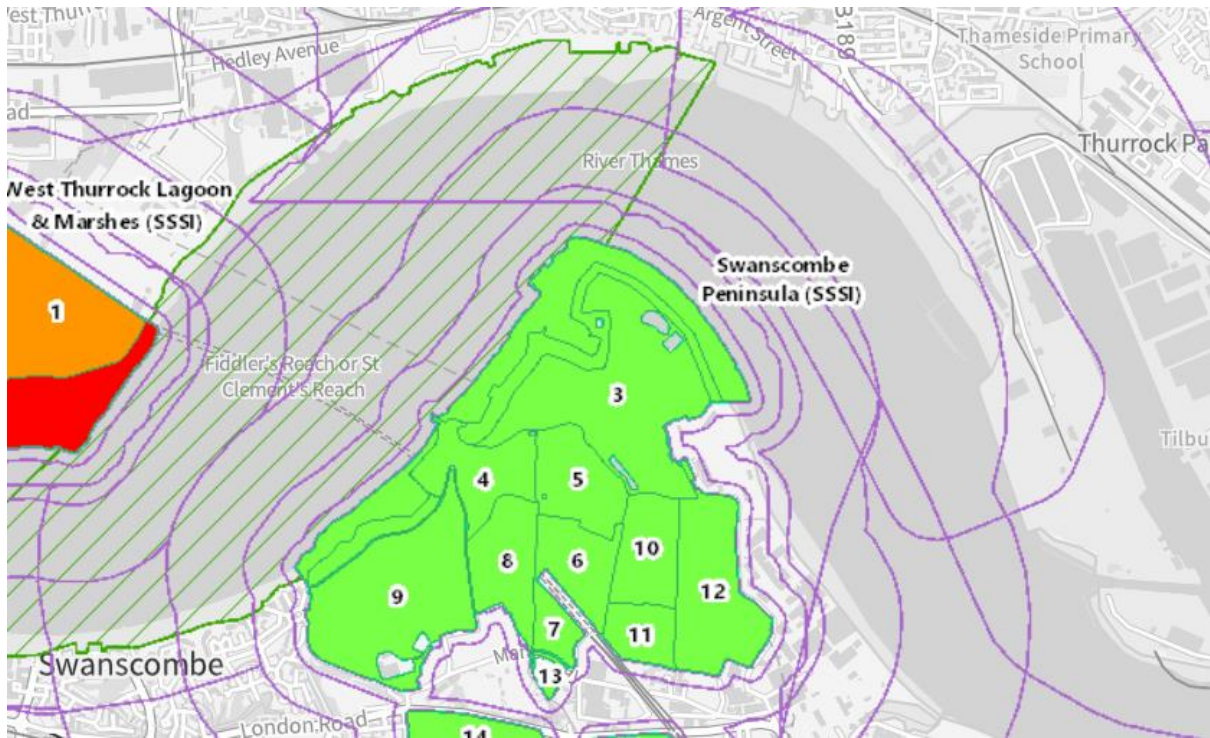 West Thurr
Hedley Avenue
Argent Street
B189
Thameside Primary
School
ad
River Thames
Thurrock Pa
West Thurrock Lagoon
& Marshes (SSSI)
Swanscombe
Peninsula (SSSI)
1
Fiddler's Reach or St
Clement's Reach
3
Tilbu
4
5
8
6
10
9
12
7
11
Man
13
Swanscombe
London Road
14